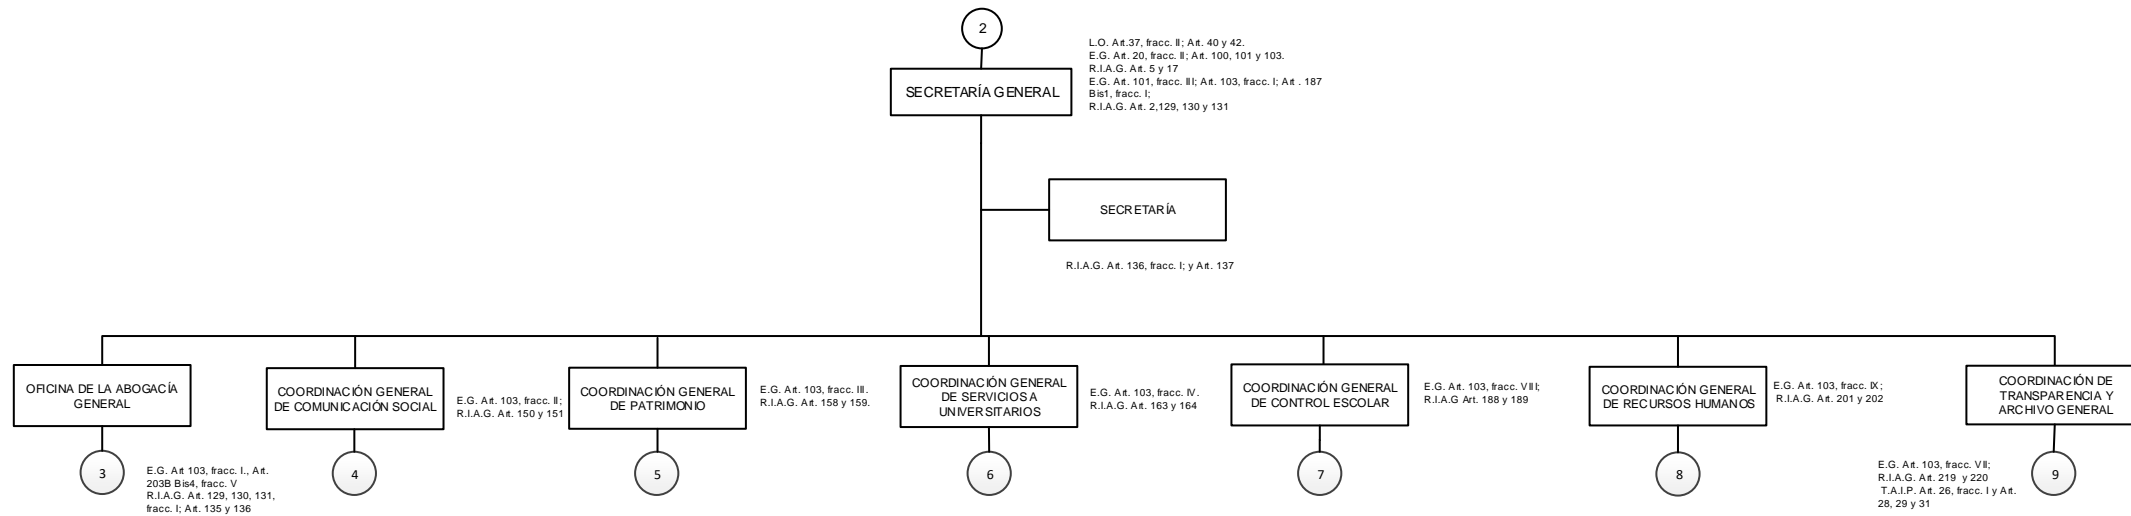 2
L.O. Art.37, fracc. II; Art. 40 y 42.
E.G. Art. 20, fracc. II; Art. 100, 101 y 103.
R.I.A.G. Art. 5 y 17
E.G. Art. 101, fracc. III; Art. 103, fracc. I; Art . 187
Bis1, fracc. I;
R.I.A.G. Art. 2,129, 130 y 131
SECRETARÍA GENERAL
SECRETARÍA
R.I.A.G. Art. 136, fracc. I; y Art. 137
OFICINA DE LA ABOGACÍA
GENERAL
3
E.G. Art 103, fracc. I., Art.
203B Bis4, fracc. V
R.I.A.G. Art. 129, 130, 131,
fracc. I; Art. 135 y 136
COORDINACIÓN GENERAL
DE COMUNICACIÓN SOCIAL
E.G. Art. 103, fracc. II;
R.I.A.G. Art. 150 y 151
4
COORDINACIÓN GENERAL
DE PATRIMONIO
E.G. Art. 103, fracc. III.
R.I.A.G. Art. 158 y 159.
5
COORDINACIÓN GENERAL
DE SERVICIOS A
UNIVERSITARIOS
E.G. Art. 103, fracc. IV.
R.I.A.G. Art. 163 y 164
6
COORDINACIÓN GENERAL
DE CONTROL ESCOLAR
E.G. Art. 103, fracc. VIII;
R.I.A.G Art. 188 y 189
7
COORDINACIÓN GENERAL
DE RECURSOS HUMANOS
E.G. Art. 103, fracc. IX;
R.I.A.G. Art. 201 y 202
8
COORDINACIÓN DE
TRANSPARENCIA Y
ARCHIVO GENERAL
E.G. Art. 103, fracc. VII;
R.I.A.G. Art. 219 y 220
T.A.I.P. Art. 26, fracc. I y Art.
28, 29 y 31
9